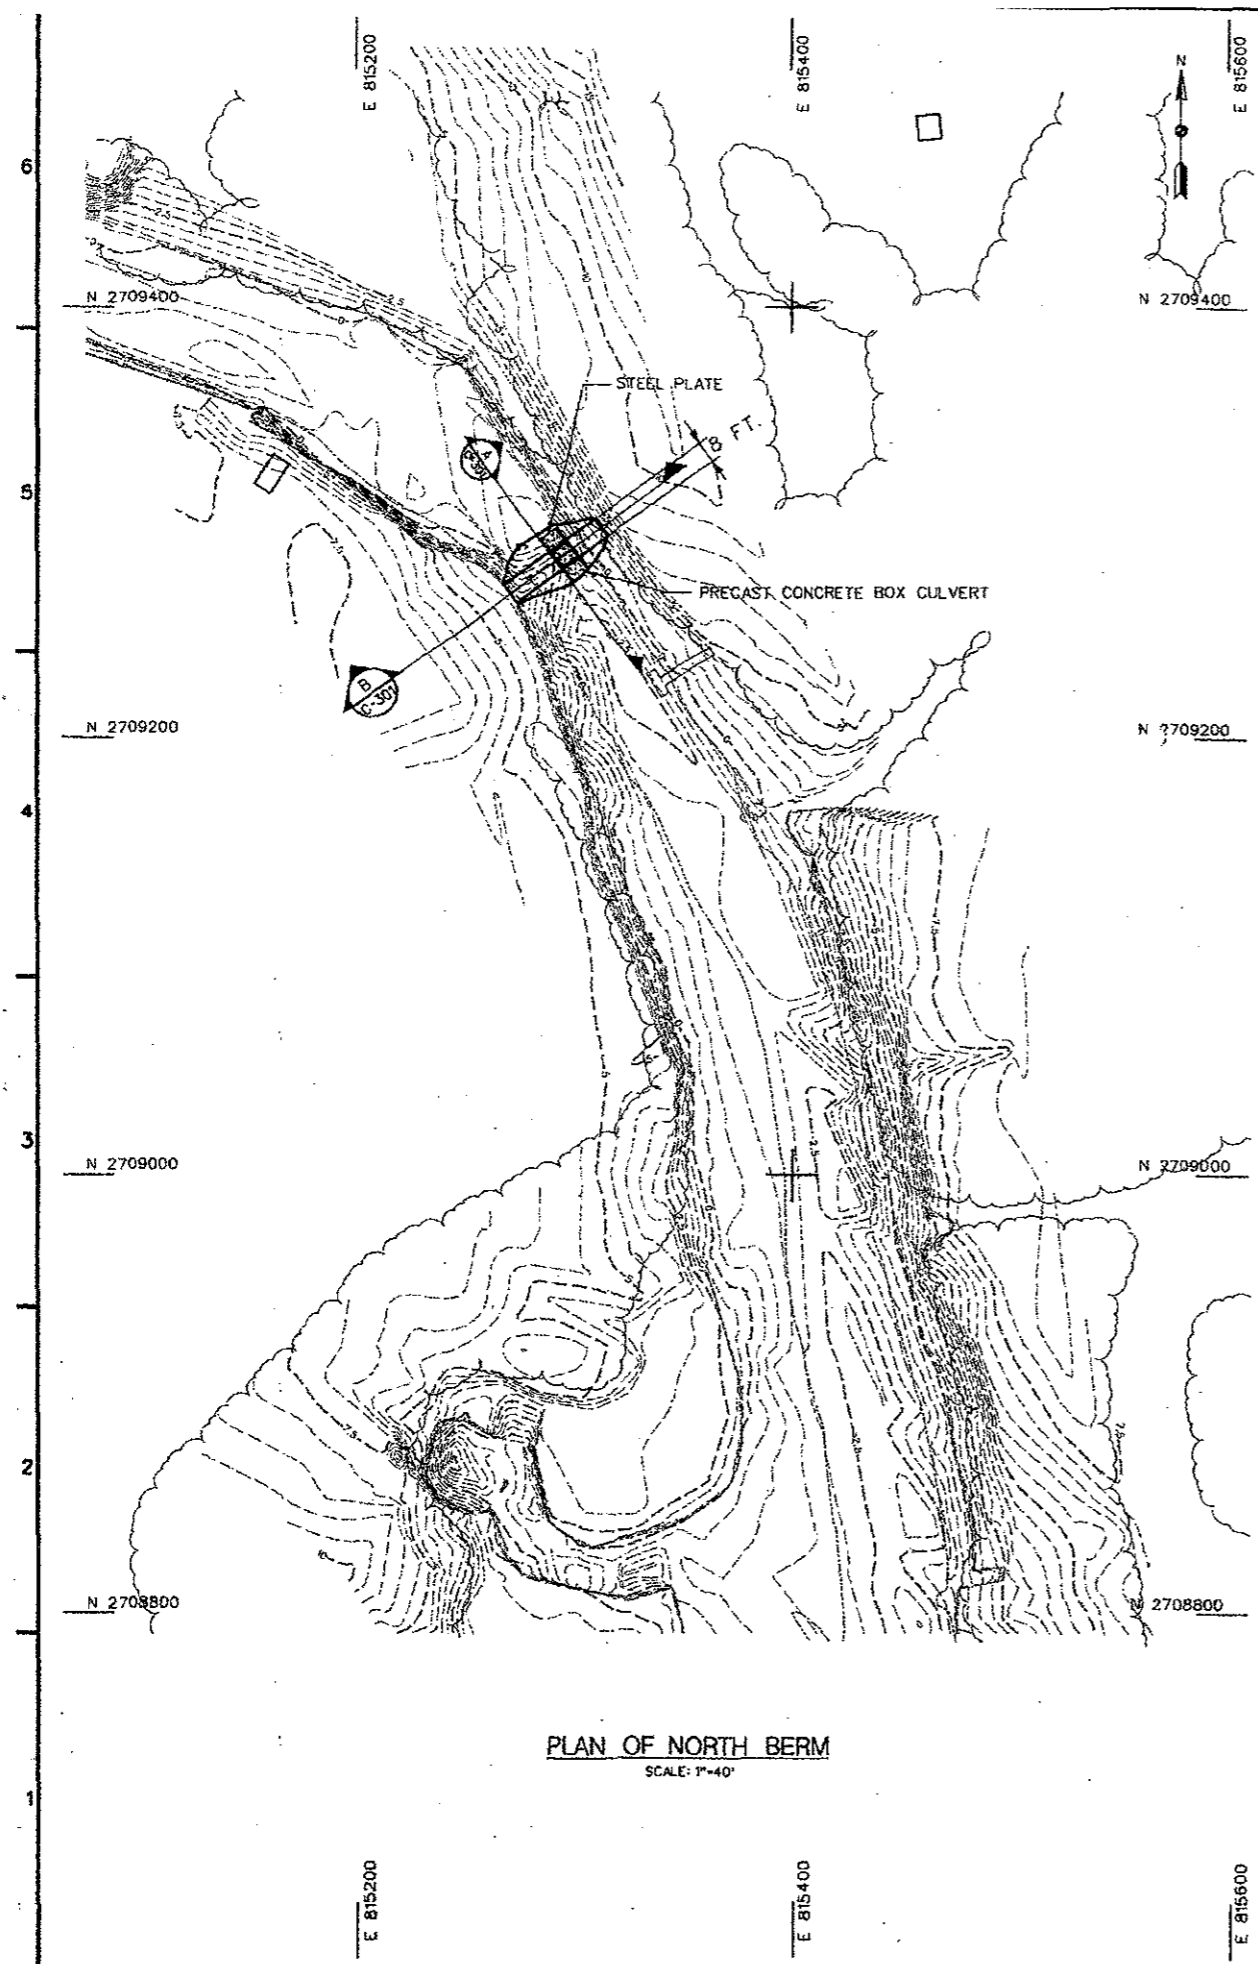 E 815200
E 815400
E 815600
N
6
N 2709400
N 2709400
STEEL PLATE
8 FT.
A
5
PRECAST CONCRETE BOX CULVERT
B
C-301
N 2709200
N 2709200
4
3
N 2709000
N 2709000
2
N 2708800
N 2708800
PLAN OF NORTH BERM
SCALE: 1"=40'
1
E 815200
E 815400
E 815600